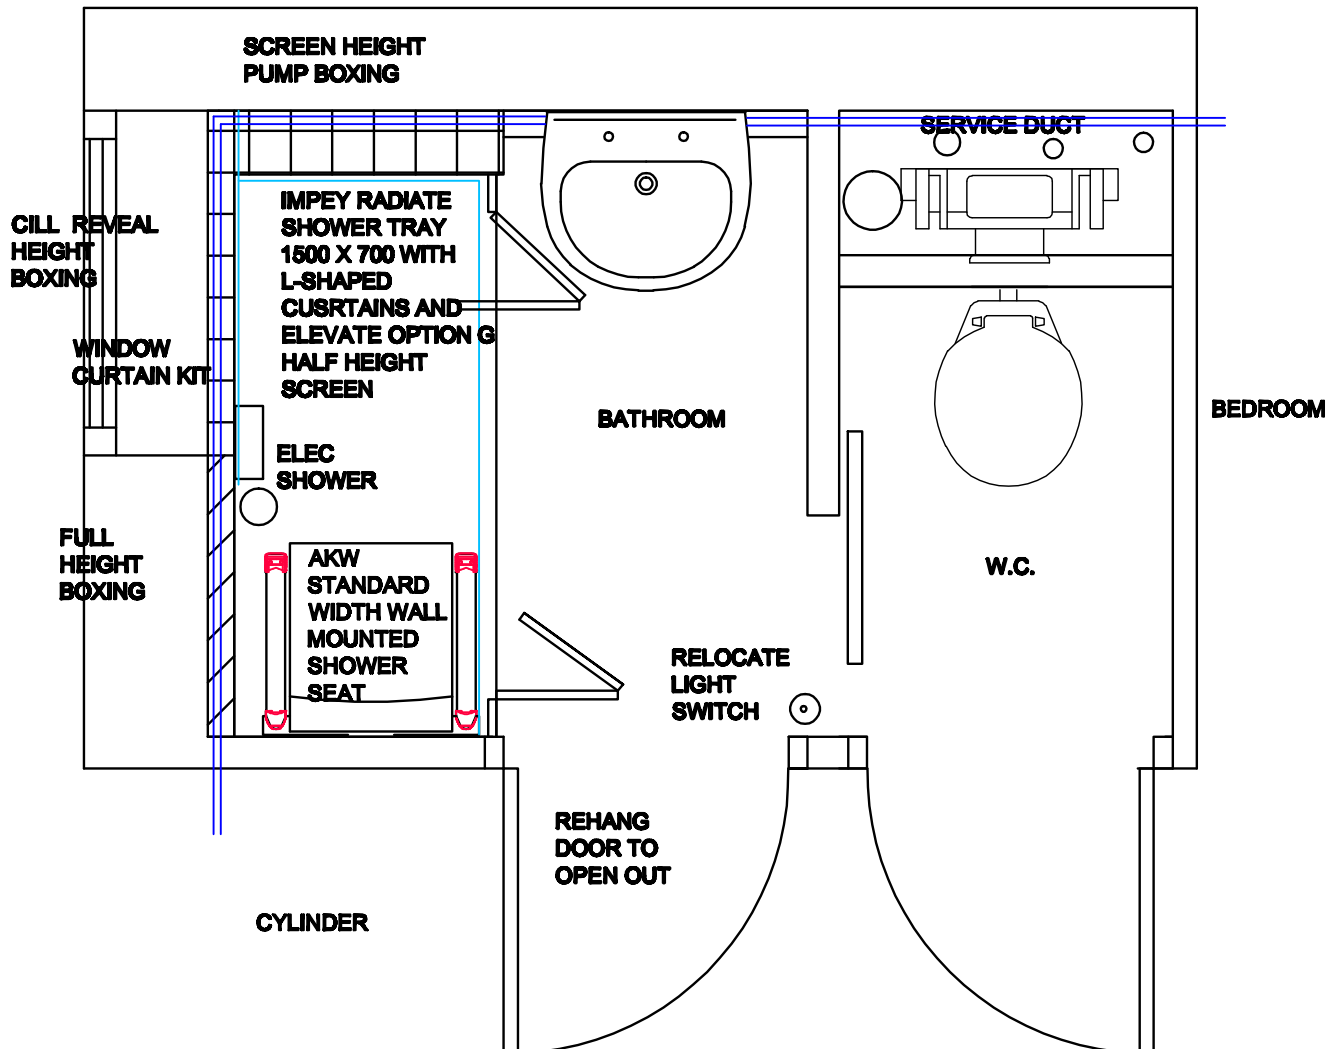 SCREEN HEIGHT
PUMP BOXING
SERVICE DUCT
IMPEY RADIATE
SHOWER TRAY
1500 X 700 WITH
L-SHAPED
CUSRTAINS AND
ELEVATE OPTION G
HALF HEIGHT
SCREEN
CILL REVEAL
HEIGHT
BOXING
WINDOW
CURTAIN KIT
BATHROOM
BEDROOM
ELEC
SHOWER
FULL
HEIGHT
BOXING
AKW
STANDARD
WIDTH WALL
MOUNTED
SHOWER
SEAT
W.C.
RELOCATE
LIGHT
SWITCH
REHANG
DOOR TO
OPEN OUT
CYLINDER